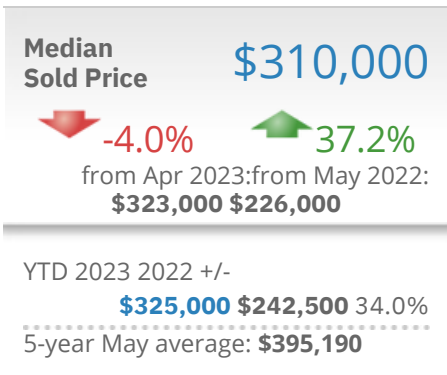 Median
Sold Price
$310,000
-4.0% 37.2%
from Apr 2023:from May 2022:
$323,000 $226,000
YTD 2023 2022 +/-
$325,000 $242,500 34.0%
5-year May average: $395,190